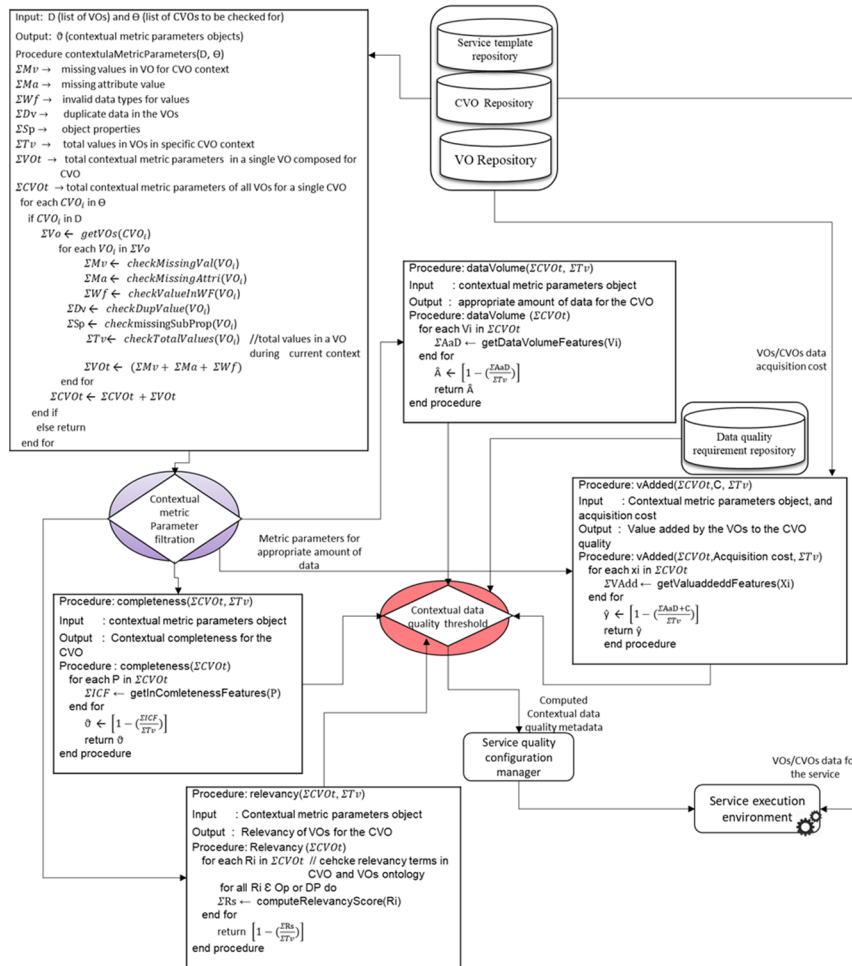 Input: D (list of VOs) and Θ (list of CVOs to be checked for)
Output: ϑ (contextual metric parameters objects)
Procedure contextulaMetricParameters(D, Θ)
ΣMv → missing values in VO for CVO context
ΣMa → missing attribute value
ΣWf → invalid data types for values
ΣDv → duplicate data in the VOs
ΣSp → object properties
ΣTv → total values in VOs in specific CVO context
ΣVOt → total contextual metric parameters in a single VO composed for
CVO
ΣCVOt → total contextual metric parameters of all VOs for a single CVO
for each CVOᵢ in Θ
if CVOᵢ in D
ΣVo ← getVOs(CVOᵢ)
for each VOᵢ in ΣVo
ΣMv ← checkMissingVal(VOᵢ)
ΣMa ← checkMissingAttri(VOᵢ)
ΣWf ← checkValueInWF(VOᵢ)
ΣDv ← checkDupValue(VOᵢ)
ΣSp ← checkmissingSubProp(VOᵢ)
ΣTv ← checkTotalValues(VOᵢ) //total values in a VO
during current context
ΣVOt ← (ΣMv + ΣMa + ΣWf)
end for
ΣCVOt ← ΣCVOt + ΣVOt
end if
else return
end for
Service template
repository
CVO Repository
VO Repository
Procedure: dataVolume(ΣCVOt, ΣTv)
Input : contextual metric parameters object
Output : appropriate amount of data for the CVO
Procedure: dataVolume (ΣCVOt)
for each Vi in ΣCVOt
ΣAaD ← getDataVolumeFeatures(Vi)
end for
Â ← [1 − (ΣAaD/ΣTv)]
return Â
end procedure
VOs/CVOs data
acquisition cost
Data quality
requirement repository
Contextual
metric
Parameter
filtration
Metric parameters for
appropriate amount of
data
Procedure: vAdded(ΣCVOt,C, ΣTv)
Input : Contextual metric parameters object, and
acquisition cost
Output : Value added by the VOs to the CVO
quality
Procedure: vAdded(ΣCVOt,Acquisition cost, ΣTv)
for each xi in ΣCVOt
ΣVAdd ← getValuaddeddFeatures(Xi)
end for
ŷ ← [1 − (ΣAaD+C/ΣTv)]
return ŷ
end procedure
Procedure: completeness(ΣCVOt, ΣTv)
Input : contextual metric parameters object
Output : Contextual completeness for the
CVO
Procedure : completeness(ΣCVOt)
for each P in ΣCVOt
ΣICF ← getInComletenessFeatures(P)
end for
ϑ ← [1 − (ΣICF/ΣTv)]
return ϑ
end procedure
Contextual data
quality threshold
Computed
Contextual data
quality metadata
Service quality
configuration
manager
VOs/CVOs data for
the service
Service execution
environment
Procedure: relevancy(ΣCVOt, ΣTv)
Input : Contextual metric parameters object
Output : Relevancy of VOs for the CVO
Procedure: Relevancy (ΣCVOt)
for each Ri in ΣCVOt // cehcke relevancy terms in
CVO and VOs ontology
for all Ri Ɛ Op or DP do
ΣRs ← computeRelevancyScore(Ri)
end for
return [1 − (ΣRs/ΣTv)]
end procedure